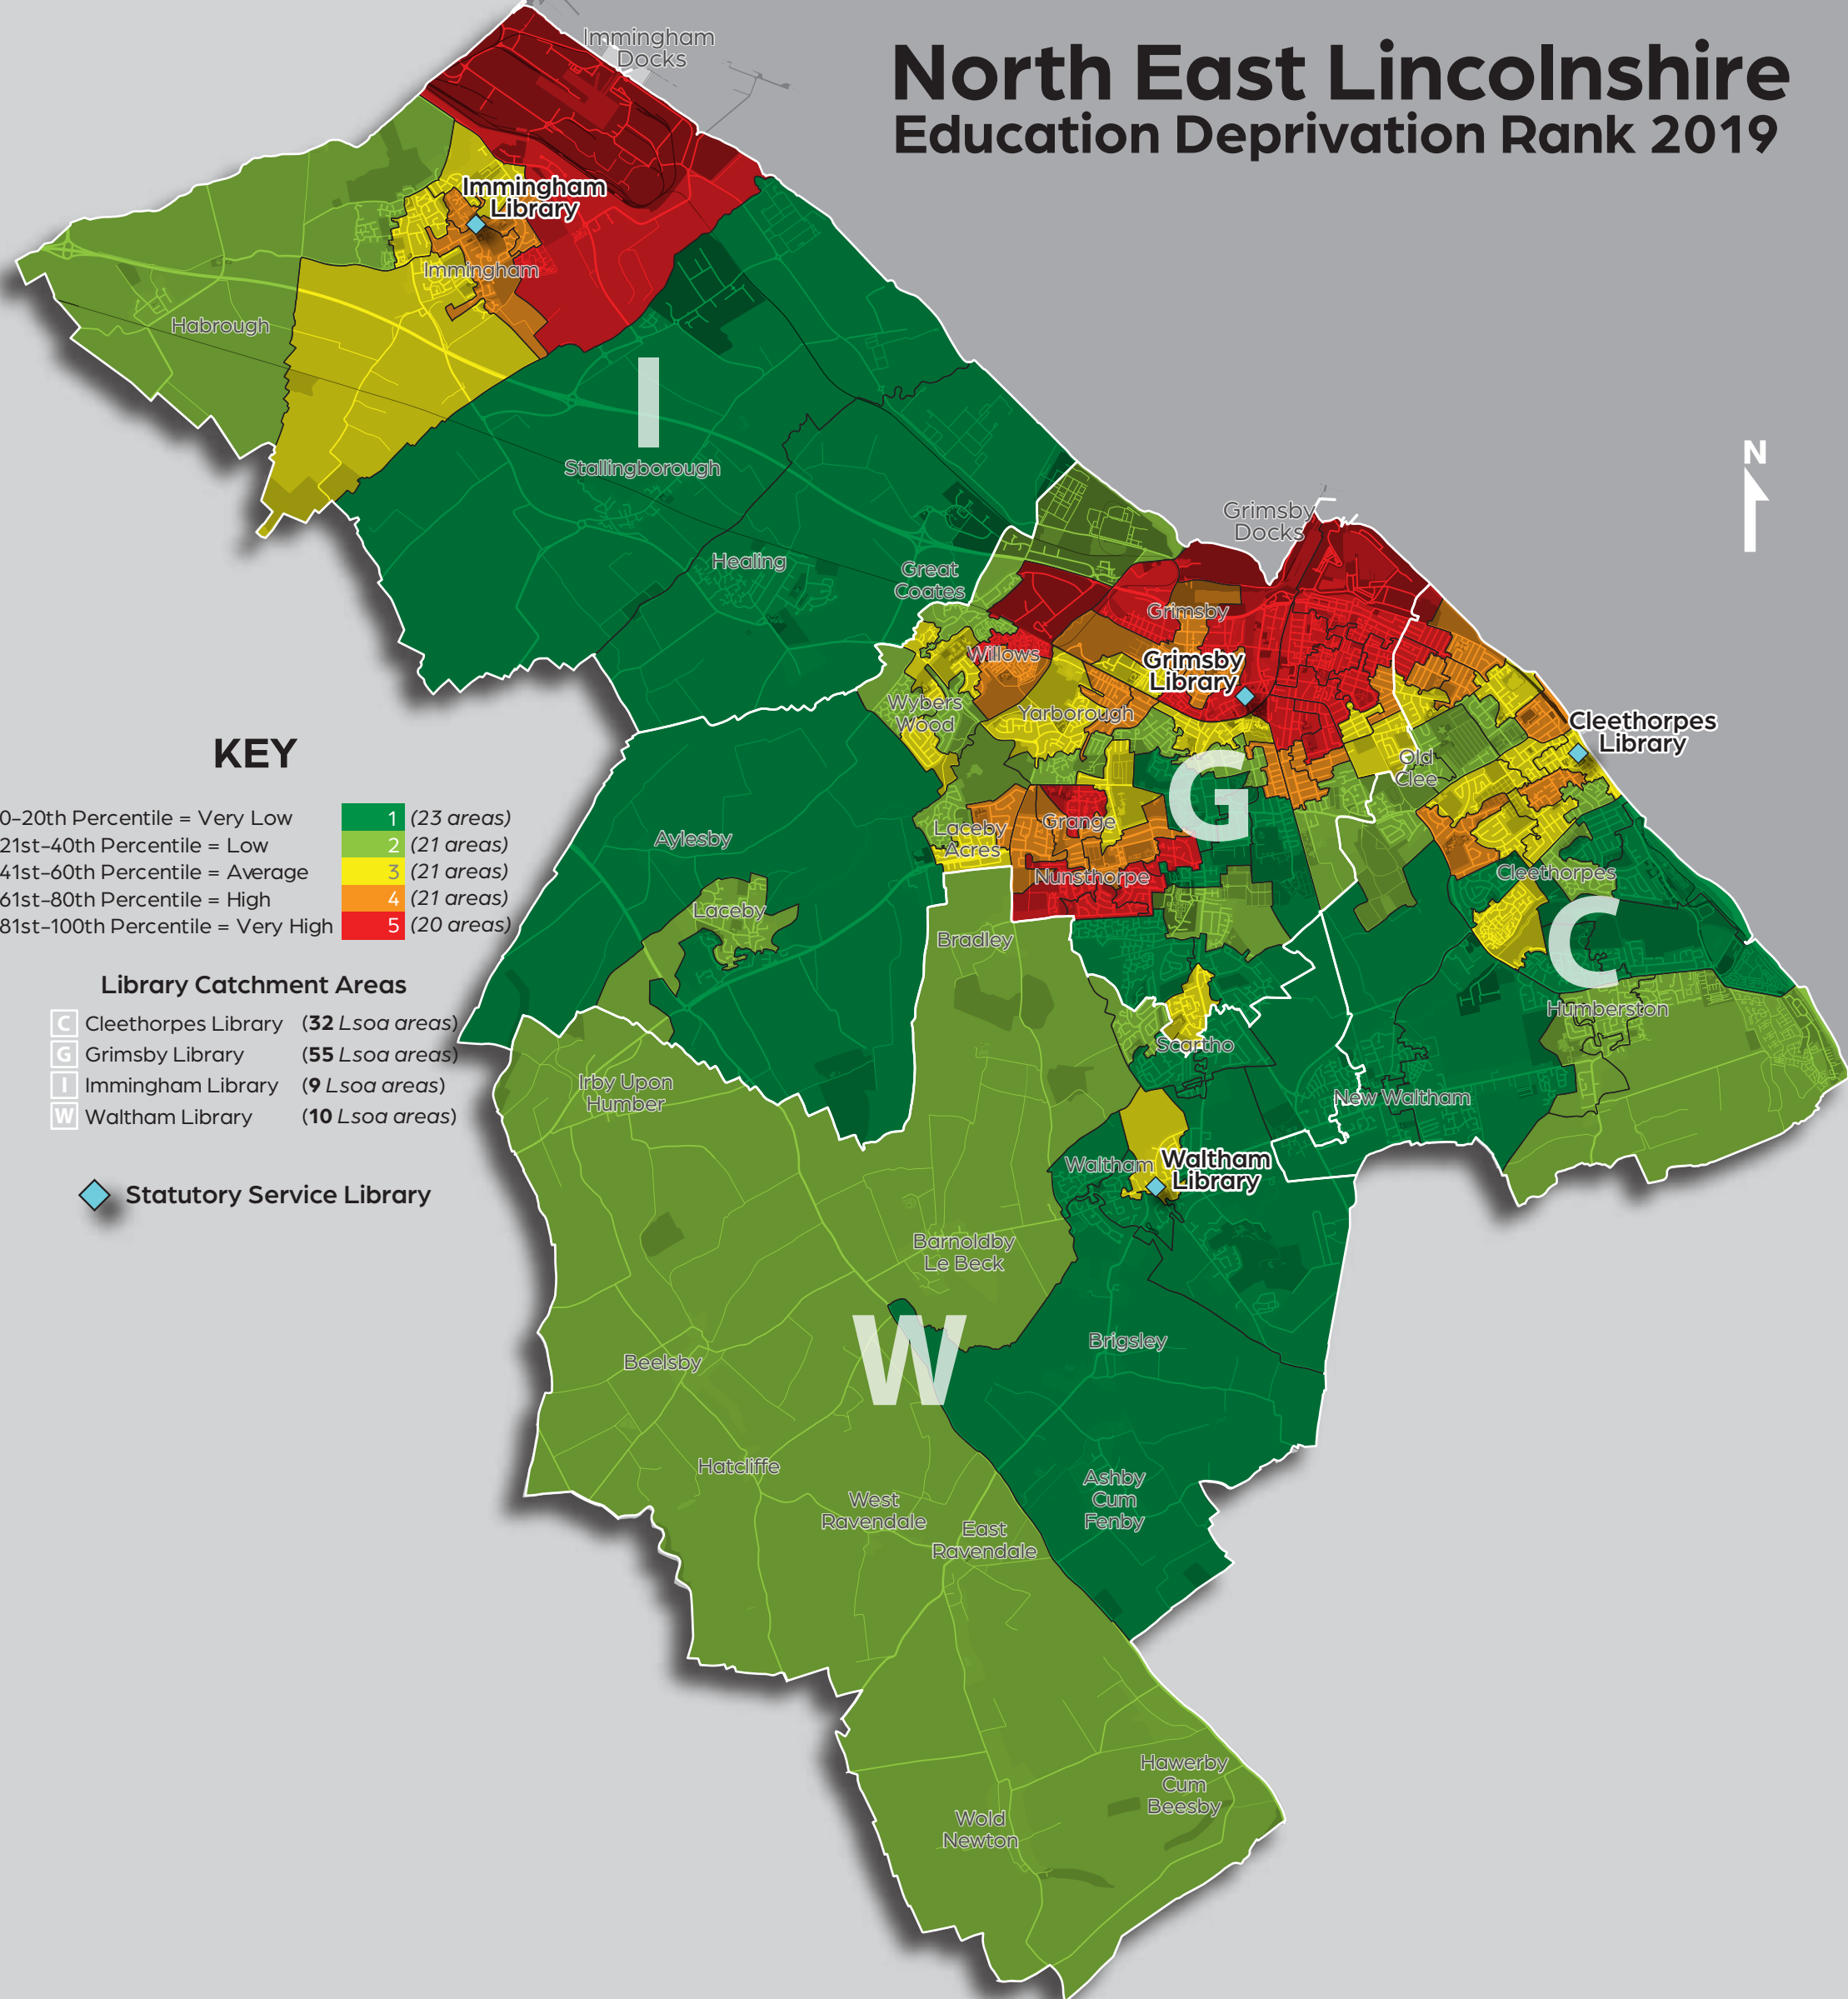 North East Lincolnshire
Education Deprivation Rank 2019
Immingham
Docks
Immingham
Library
Immingham
Habrough
I
Stallingborough
Healing
Great
Coates
Grimsby
Docks
N
Grimsby
Willows
Grimsby
Library
Wybers
Wood
Yarborough
Cleethorpes
Library
Old
Clee
G
Laceby
Acres
Grange
Nunsthorpe
Cleethorpes
C
Aylesby
Laceby
Bradley
Humberston
Scartho
New Waltham
Irby Upon
Humber
Waltham
Waltham
Library
Barnoldby
Le Beck
W
Brigsley
Beelsby
Hatcliffe
West
Ravendale
East
Ravendale
Ashby
Cum
Fenby
Hawerby
Cum
Beesby
Wold
Newton
KEY
0-20th Percentile = Very Low 1 (23 areas)
21st-40th Percentile = Low 2 (21 areas)
41st-60th Percentile = Average 3 (21 areas)
61st-80th Percentile = High 4 (21 areas)
81st-100th Percentile = Very High 5 (20 areas)
Library Catchment Areas
C Cleethorpes Library (32 Lsoa areas)
G Grimsby Library (55 Lsoa areas)
I Immingham Library (9 Lsoa areas)
W Waltham Library (10 Lsoa areas)
Statutory Service Library